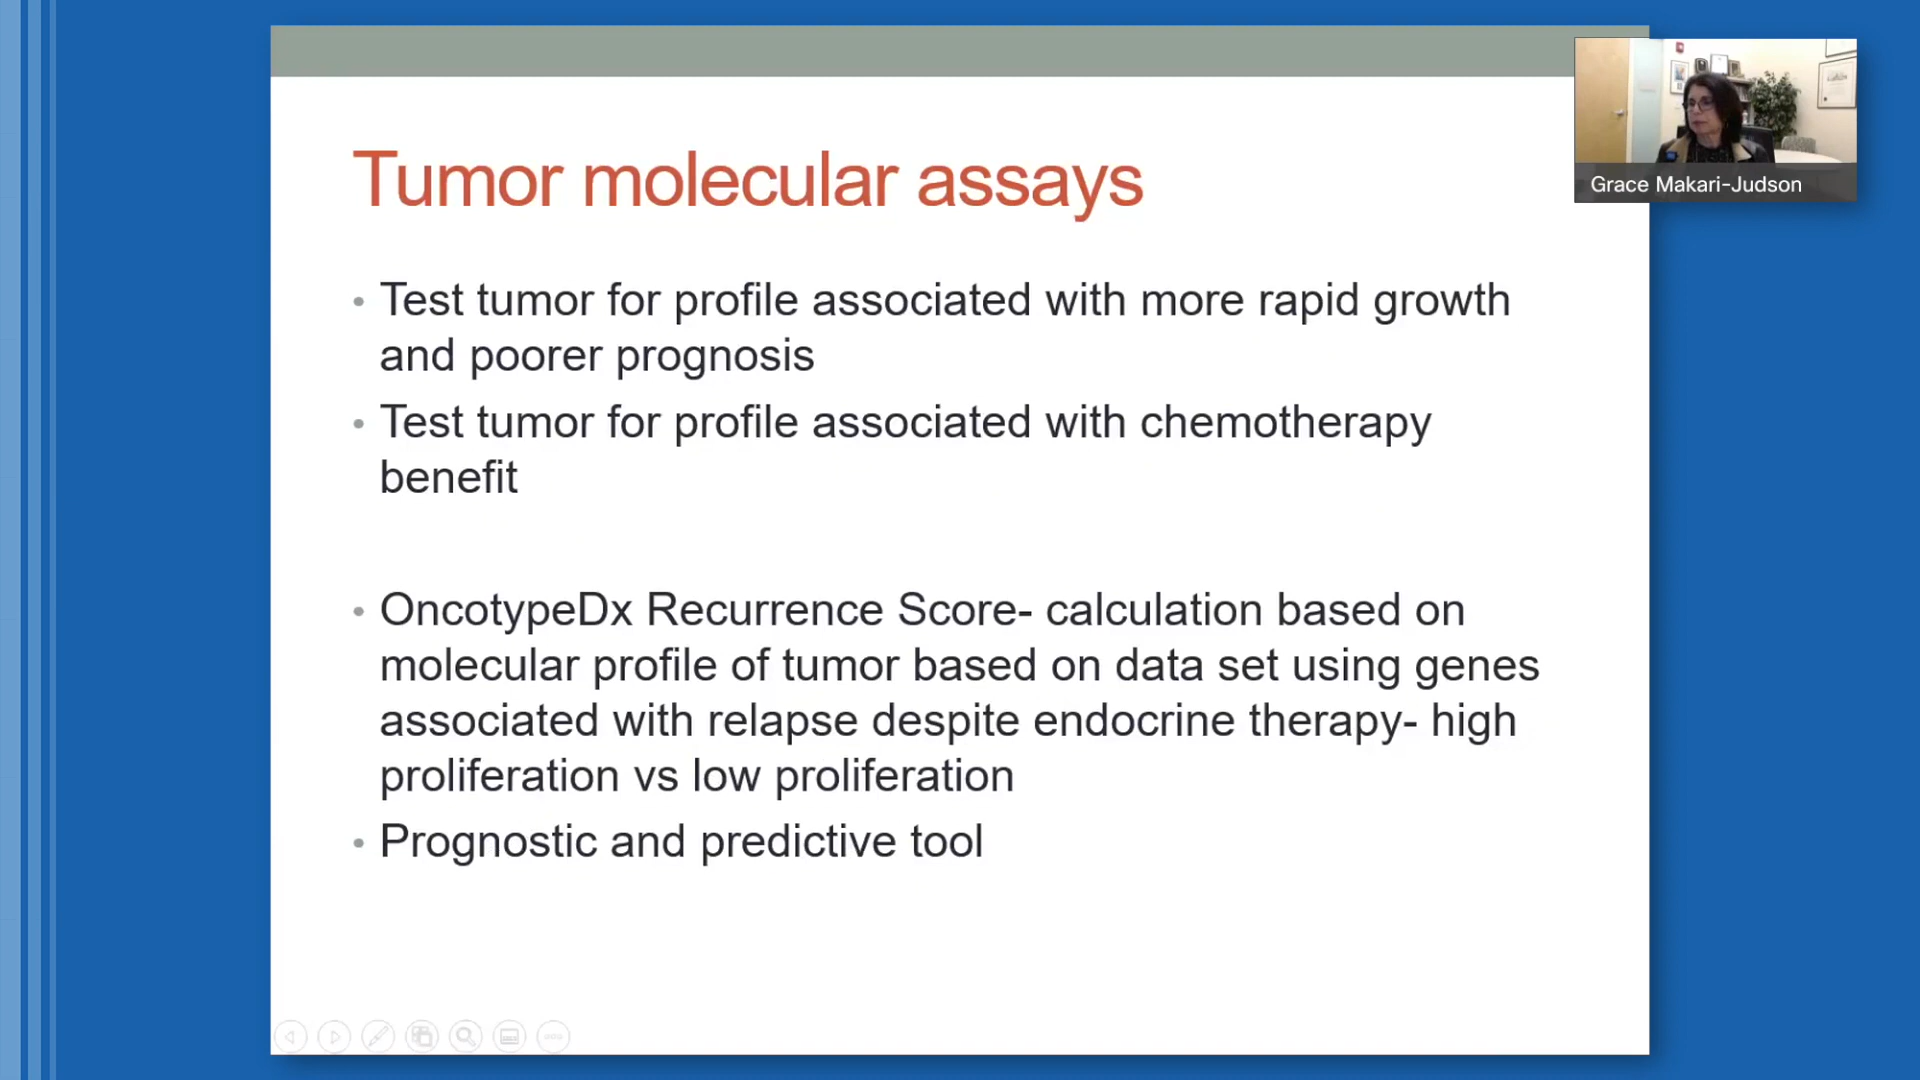 Tumor molecular assays
Grace Makari-Judson
• Test tumor for profile associated with more rapid growth
and poorer prognosis
• Test tumor for profile associated with chemotherapy
benefit
• OncotypeDx Recurrence Score- calculation based on
molecular profile of tumor based on data set using genes
associated with relapse despite endocrine therapy- high
proliferation vs low proliferation
• Prognostic and predictive tool